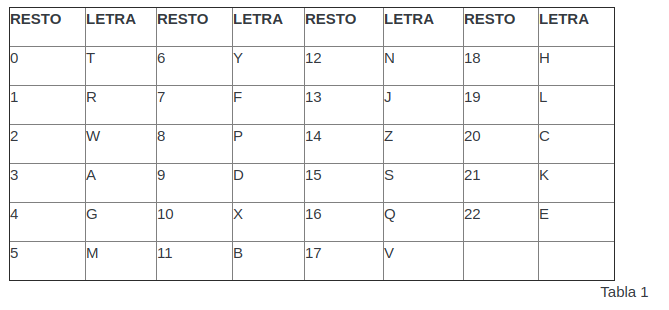 RESTO LETRA RESTO LETRA RESTO LETRA RESTO LETRA
0 T 6 Y 12 N 18 H
1 R 7 F 13 J 19 L
2 W 8 P 14 Z 20 C
3 A 9 D 15 S 21 K
4 G 10 X 16 Q 22 E
5 M 11 B 17 V
Tabla 1